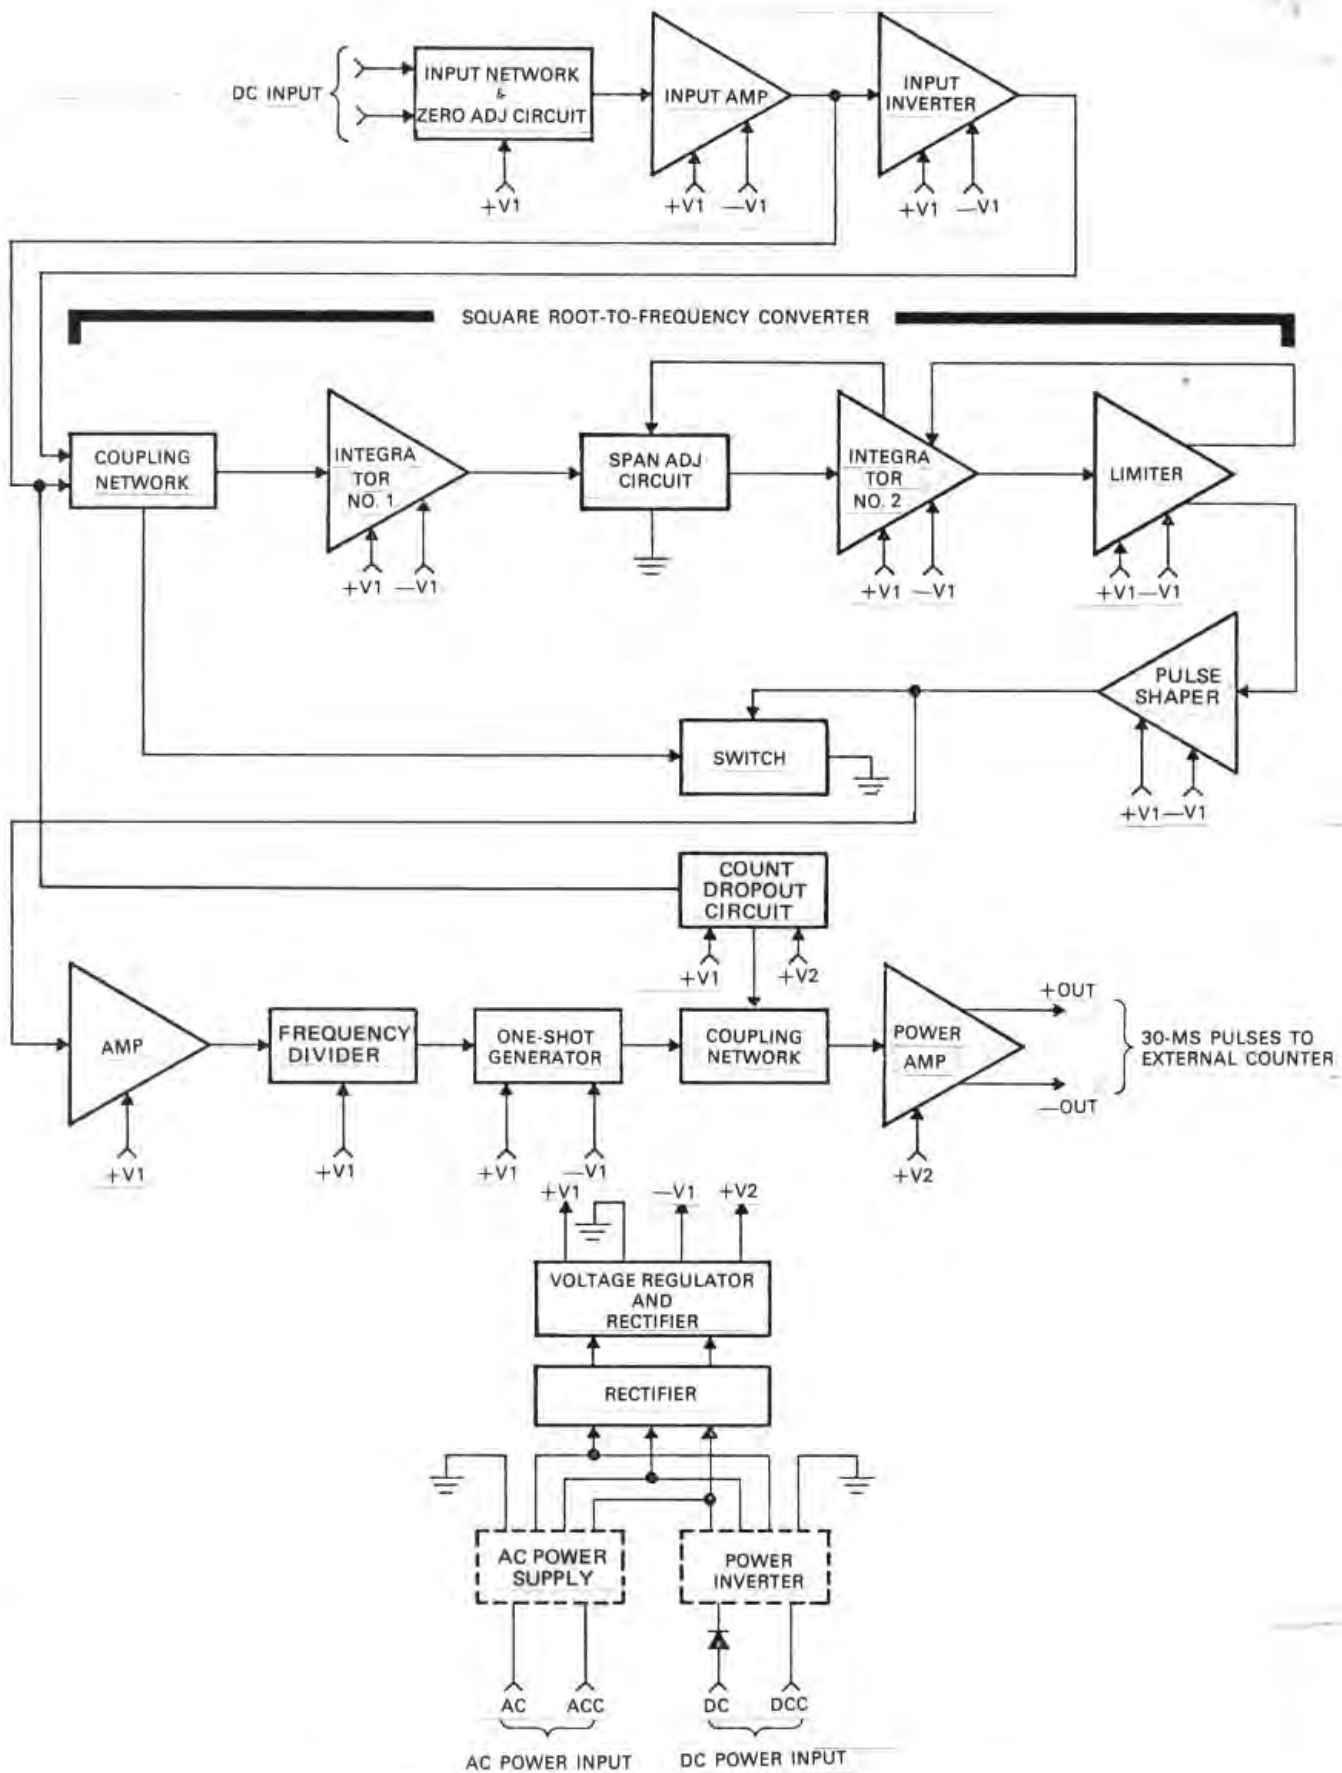 DC INPUT
INPUT NETWORK
&
ZERO ADJ CIRCUIT
+V1
INPUT AMP
+V1 —V1
INPUT
INVERTER
+V1 —V1
SQUARE ROOT-TO-FREQUENCY CONVERTER
COUPLING
NETWORK
INTEGRA
TOR
NO. 1
+V1 —V1
SPAN ADJ
CIRCUIT
INTEGRA
TOR
NO. 2
+V1 —V1
LIMITER
+V1 —V1
PULSE
SHAPER
+V1 —V1
SWITCH
COUNT
DROPOUT
CIRCUIT
+V1 +V2
AMP
+V1
FREQUENCY
DIVIDER
+V1
ONE-SHOT
GENERATOR
+V1 —V1
COUPLING
NETWORK
POWER
AMP
+V2
+OUT
—OUT
30-MS PULSES TO
EXTERNAL COUNTER
+V1 —V1 +V2
VOLTAGE REGULATOR
AND
RECTIFIER
RECTIFIER
AC POWER
SUPPLY
POWER
INVERTER
AC ACC
DC DCC
AC POWER INPUT
DC POWER INPUT